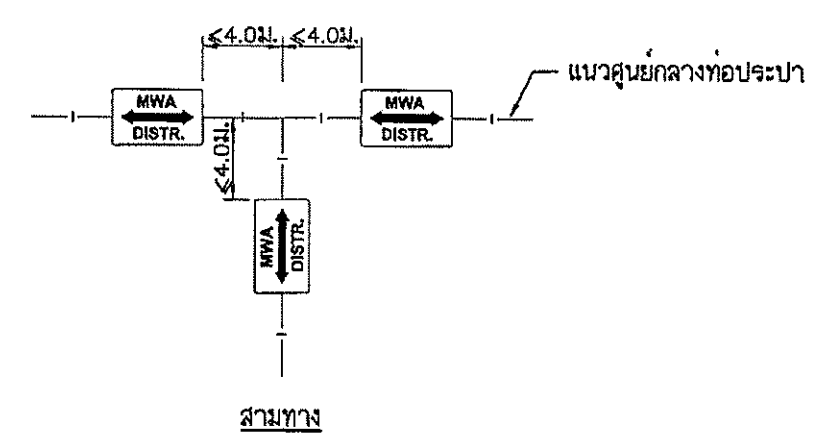 ≤4.0ม. ≤4.0ม.
แนวศูนย์กลางท่อประปา
MWA
DISTR.
MWA
DISTR.
≤4.0ม.
MWA
DISTR.
สามทาง